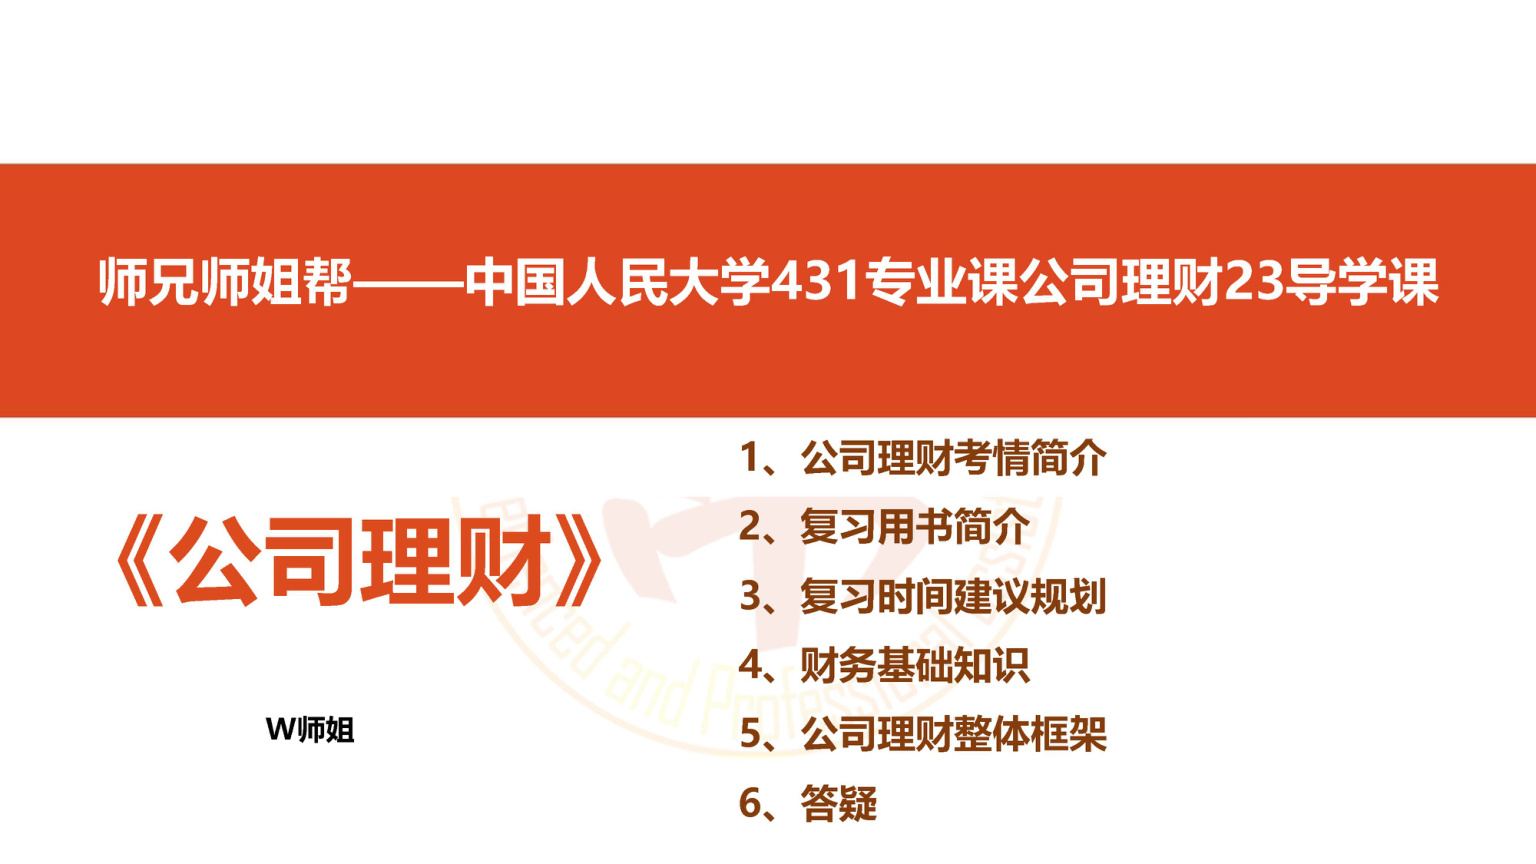 师兄师姐帮——中国人民大学431专业课公司理财23导学课
《公司理财》
W师姐
1、公司理财考情简介
2、复习用书简介
3、复习时间建议规划
4、财务基础知识
5、公司理财整体框架
6、答疑
and Professional